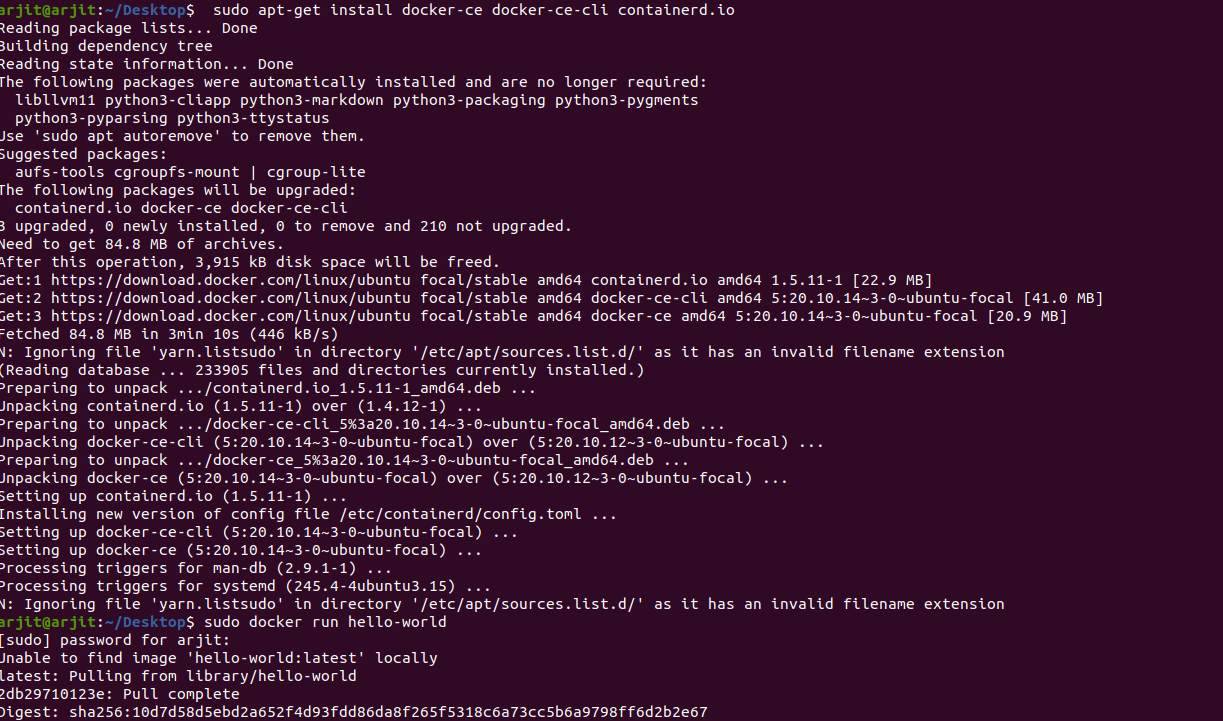 arjit@arjit:~/Desktop$  sudo apt-get install docker-ce docker-ce-cli containerd.io
Reading package lists... Done
Building dependency tree
Reading state information... Done
The following packages were automatically installed and are no longer required:
  libllvm11 python3-cliapp python3-markdown python3-packaging python3-pygments
  python3-pyparsing python3-ttystatus
Use 'sudo apt autoremove' to remove them.
Suggested packages:
  aufs-tools cgroupfs-mount | cgroup-lite
The following packages will be upgraded:
  containerd.io docker-ce docker-ce-cli
3 upgraded, 0 newly installed, 0 to remove and 210 not upgraded.
Need to get 84.8 MB of archives.
After this operation, 3,915 kB disk space will be freed.
Get:1 https://download.docker.com/linux/ubuntu focal/stable amd64 containerd.io amd64 1.5.11-1 [22.9 MB]
Get:2 https://download.docker.com/linux/ubuntu focal/stable amd64 docker-ce-cli amd64 5:20.10.14~3-0~ubuntu-focal [41.0 MB]
Get:3 https://download.docker.com/linux/ubuntu focal/stable amd64 docker-ce amd64 5:20.10.14~3-0~ubuntu-focal [20.9 MB]
Fetched 84.8 MB in 3min 10s (446 kB/s)
N: Ignoring file 'yarn.listsudo' in directory '/etc/apt/sources.list.d/' as it has an invalid filename extension
(Reading database ... 233905 files and directories currently installed.)
Preparing to unpack .../containerd.io_1.5.11-1_amd64.deb ...
Unpacking containerd.io (1.5.11-1) over (1.4.12-1) ...
Preparing to unpack .../docker-ce-cli_5%3a20.10.14~3-0~ubuntu-focal_amd64.deb ...
Unpacking docker-ce-cli (5:20.10.14~3-0~ubuntu-focal) over (5:20.10.12~3-0~ubuntu-focal) ...
Preparing to unpack .../docker-ce_5%3a20.10.14~3-0~ubuntu-focal_amd64.deb ...
Unpacking docker-ce (5:20.10.14~3-0~ubuntu-focal) over (5:20.10.12~3-0~ubuntu-focal) ...
Setting up containerd.io (1.5.11-1) ...
Installing new version of config file /etc/containerd/config.toml ...
Setting up docker-ce-cli (5:20.10.14~3-0~ubuntu-focal) ...
Setting up docker-ce (5:20.10.14~3-0~ubuntu-focal) ...
Processing triggers for man-db (2.9.1-1) ...
Processing triggers for systemd (245.4-4ubuntu3.15) ...
N: Ignoring file 'yarn.listsudo' in directory '/etc/apt/sources.list.d/' as it has an invalid filename extension
arjit@arjit:~/Desktop$ sudo docker run hello-world
[sudo] password for arjit:
Unable to find image 'hello-world:latest' locally
latest: Pulling from library/hello-world
2db29710123e: Pull complete
Digest: sha256:10d7d58d5ebd2a652f4d93fdd86da8f265f5318c6a73cc5b6a9798ff6d2b2e67